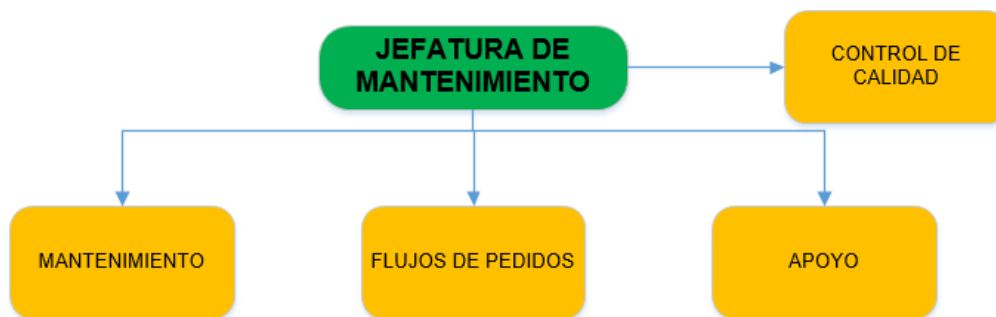 JEFATURA DE
MANTENIMIENTO
CONTROL DE
CALIDAD
MANTENIMIENTO
FLUJOS DE PEDIDOS
APOYO